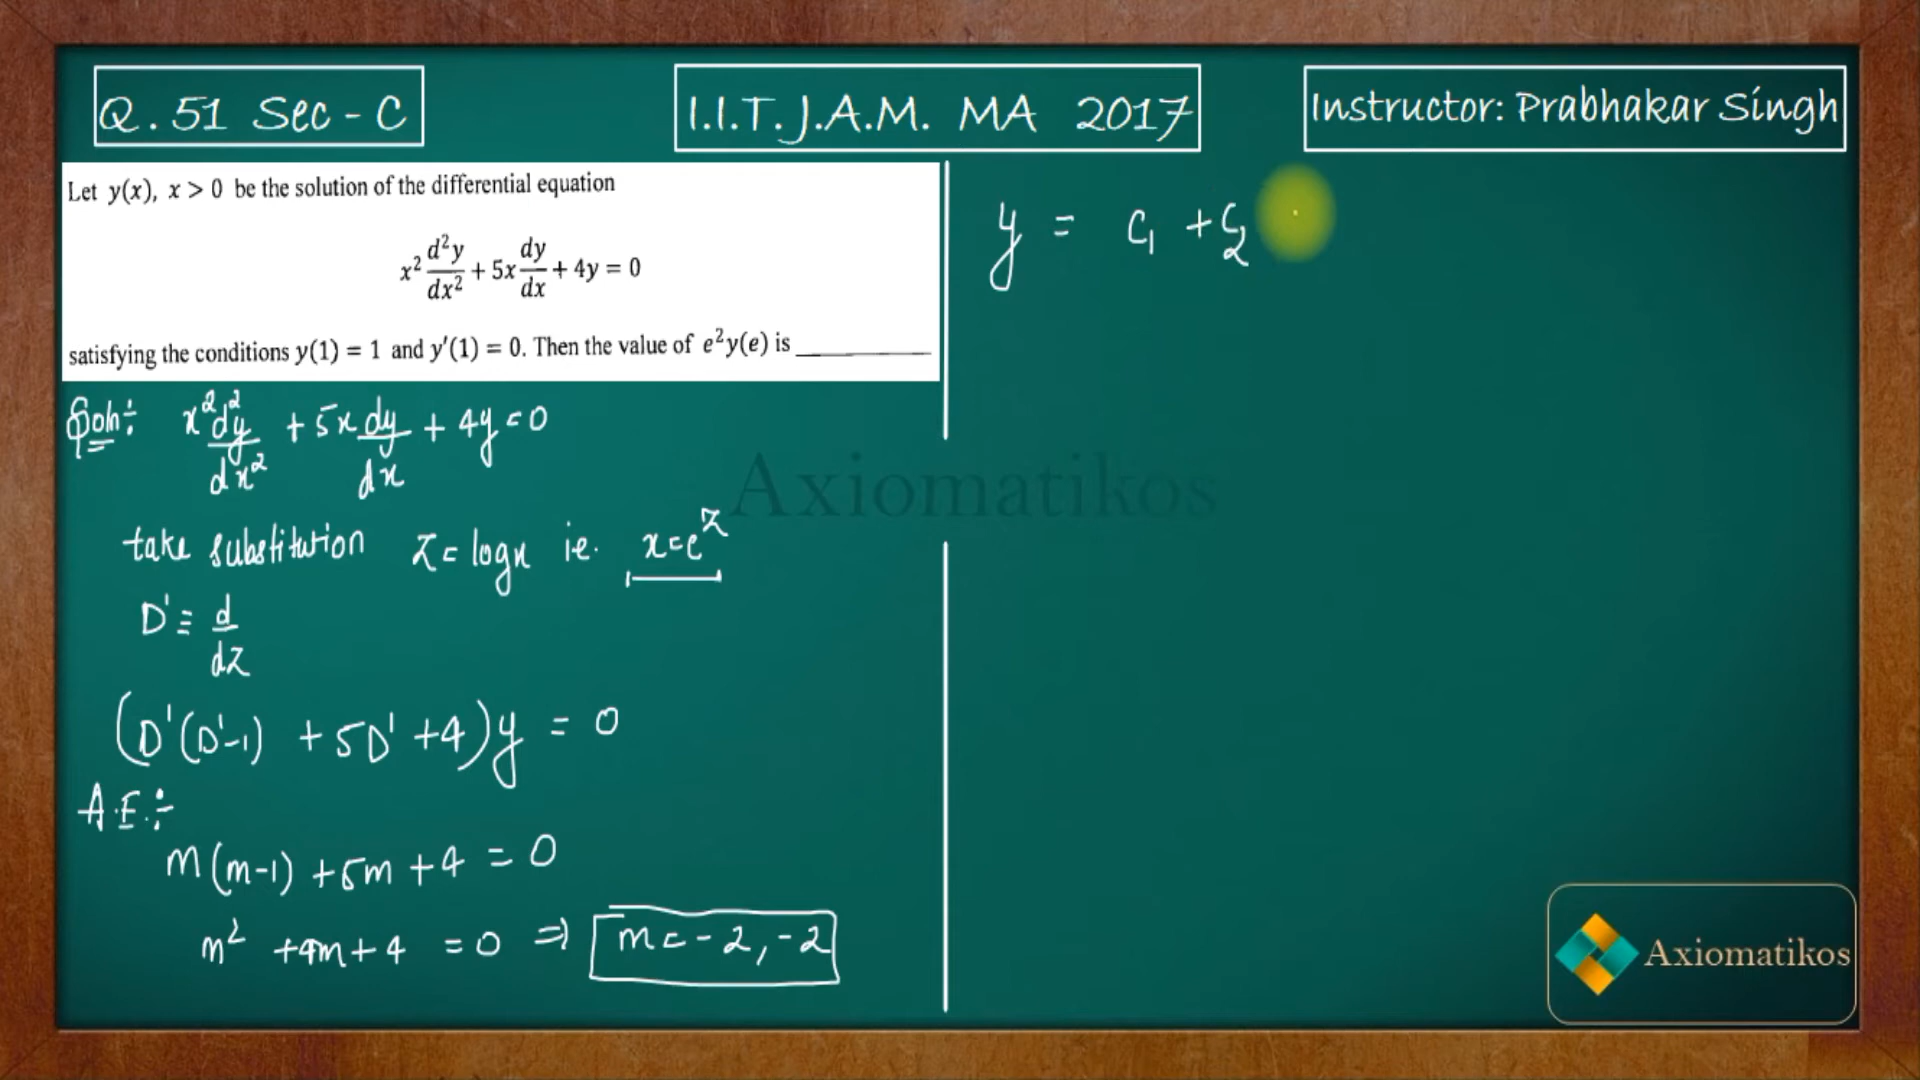 Q. 51 Sec - C
I.I.T. J.A.M. MA 2017
Instructor: Prabhakar Singh
Let y(x), x > 0 be the solution of the differential equation
x² d²y/dx² + 5x dy/dx + 4y = 0
satisfying the conditions y(1) = 1 and y′(1) = 0. Then the value of e²y(e) is ____________
Soln: x² d²y/dx² + 5x dy/dx + 4y = 0
take substitution z = logx ie. x = e^z
D' ≡ d/dz
(D'(D'-1) + 5D' + 4)y = 0
A.E.:-
m(m-1) + 5m + 4 = 0
m² + 4m + 4 = 0 ⇒ m = -2, -2
y = c₁ + c₂
Axiomatikos
Axiomatikos